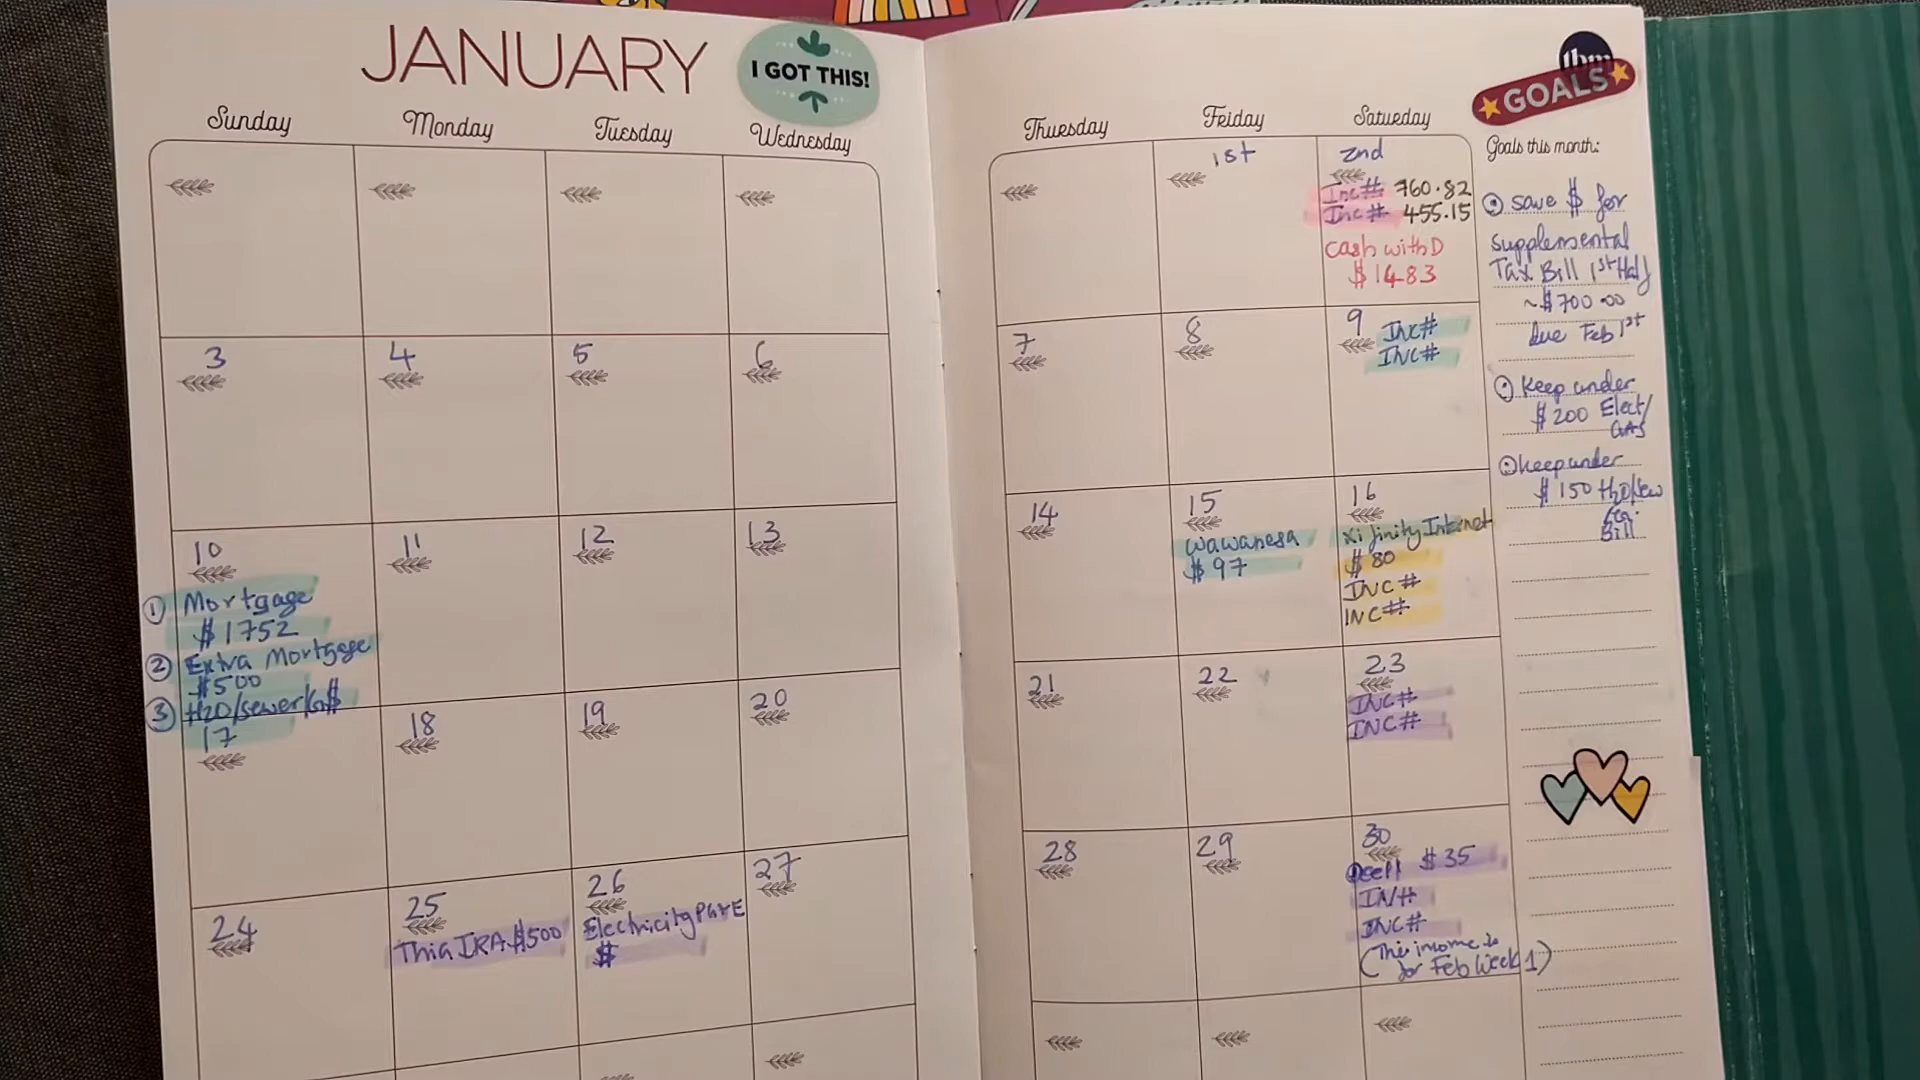 JANUARY
I GOT THIS!
thm
GOALS
Sunday
Monday
Tuesday
Wednesday
Thursday
Friday
Saturday
Goals this month:
1st
2nd
Inc# 760.82
Inc# 455.15
Cash withD
$1483
save $ for
supplemental
Tax Bill 1st Half
~$700.00
due Feb 1st
Keep under
$200 Elect/
GAS
Keep under
$150 H2O/Sew
Bill
3
4
5
6
7
8
9 INC#
INC#
10
1 Mortgage
$1752
2 Extra Mortgage
$500
3 H2O/sewer/G $
11
12
13
14
15
Wawanesa
$97
16
Xifinity Internet
$80
INC#
INC#
17
18
19
20
21
22
23
INC#
INC#
24
25
Thia IRA $500
26
Electricity PG&E
$
27
28
29
30
$35
IN#
INC#
(This income is
for Feb Week 1)